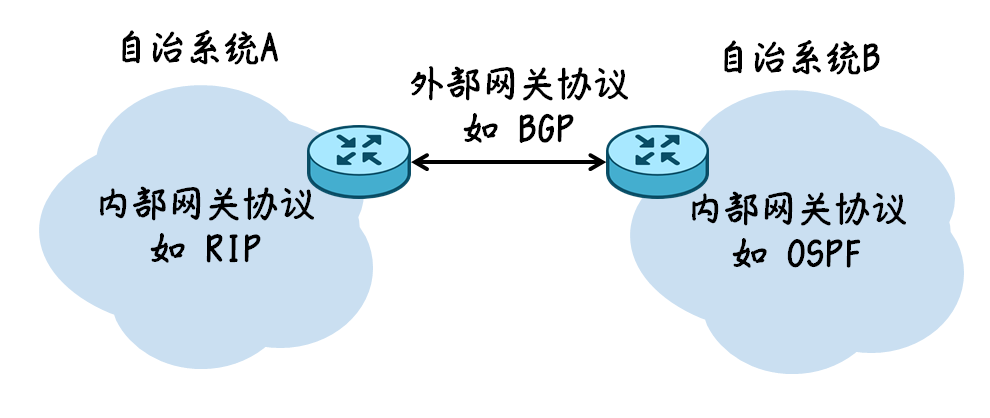 自治系统A
自治系统B
外部网关协议
如 BGP
内部网关协议
如 RIP
内部网关协议
如 OSPF